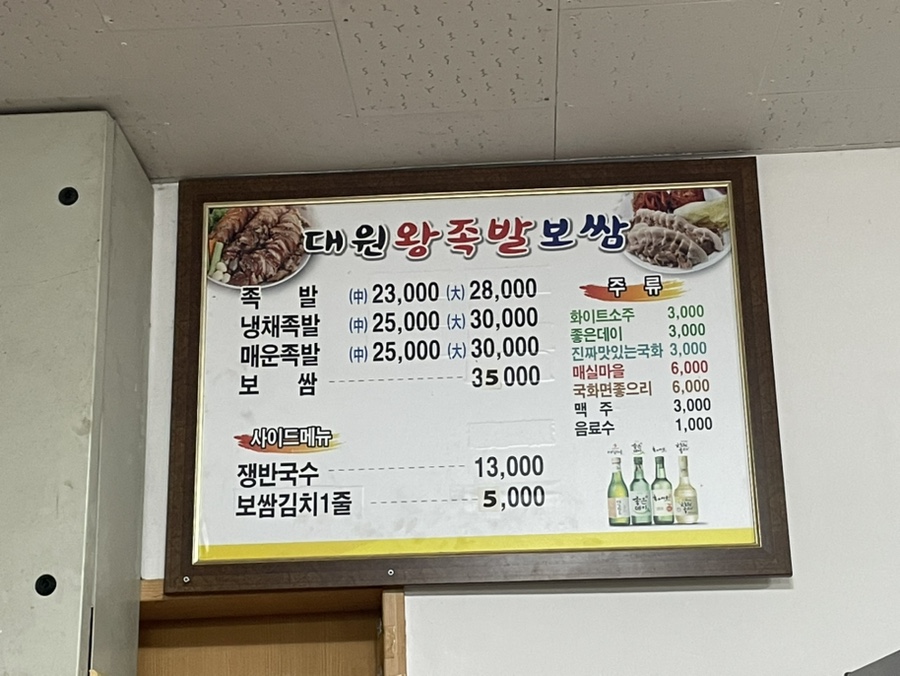 대원왕족발보쌈
족 발 (中) 23,000 (大) 28,000
냉채족발 (中) 25,000 (大) 30,000
매운족발 (中) 25,000 (大) 30,000
보 쌈 35000
사이드메뉴
쟁반국수 13,000
보쌈김치1줄 5,000
주 류
화이트소주 3,000
좋은데이 3,000
진짜맛있는국화 3,000
매실마을 6,000
국화면좋으리 6,000
맥 주 3,000
음료수 1,000